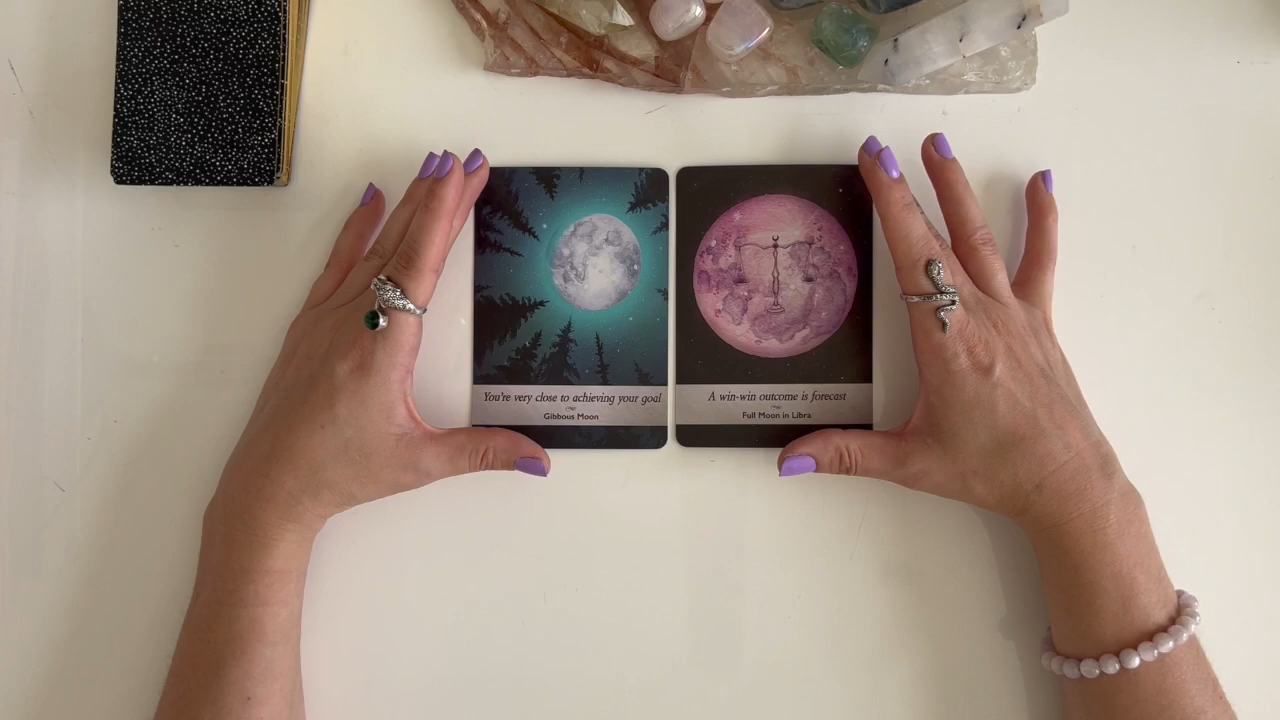 You're very close to achieving your goal
Gibbous Moon
A win-win outcome is forecast
Full Moon in Libra